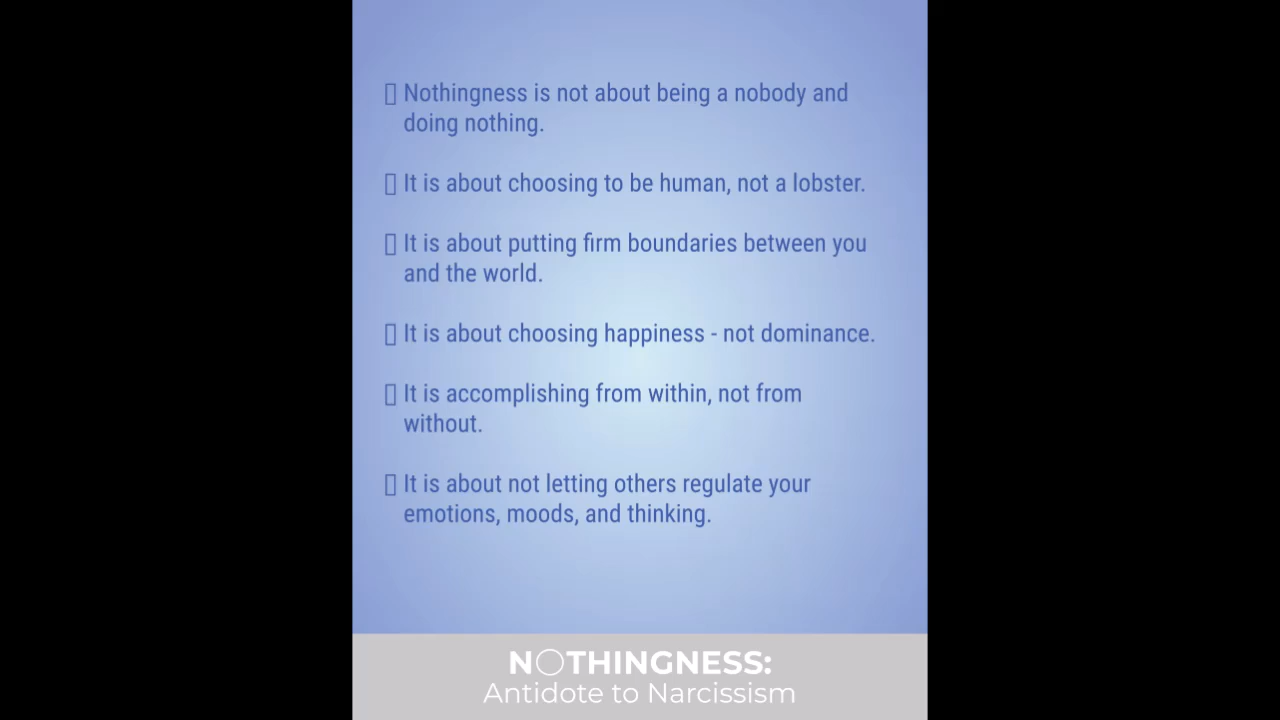 ▯ Nothingness is not about being a nobody and
doing nothing.
▯ It is about choosing to be human, not a lobster.
▯ It is about putting firm boundaries between you
and the world.
▯ It is about choosing happiness - not dominance.
▯ It is accomplishing from within, not from
without.
▯ It is about not letting others regulate your
emotions, moods, and thinking.
N◯THINGNESS:
Antidote to Narcissism